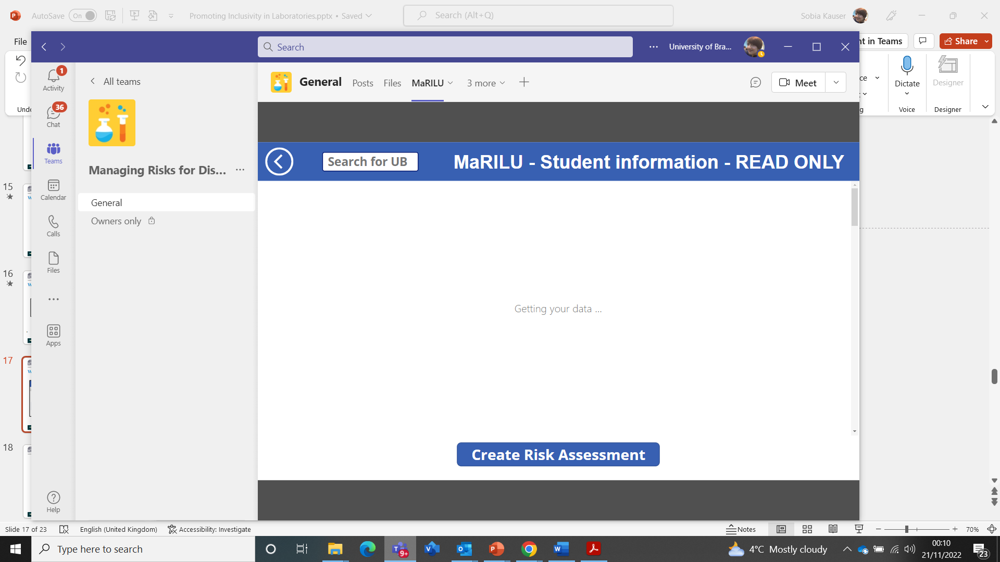 AutoSave
On
Promoting Inclusivity in Laboratories.pptx • Saved
Search (Alt+Q)
Sobia Kauser
File
Search
University of Bra...
nt in Teams
Share
Activity
1
Chat
36
Teams
Calendar
Calls
Files
Apps
Help
All teams
Managing Risks for Dis...
General
Owners only
General
Posts
Files
MaRILU
3 more
Meet
Search for UB
MaRILU - Student information - READ ONLY
Getting your data ...
Create Risk Assessment
Undo
ce
Dictate
Designer
g
Voice
Designer
15
16
17
18
Slide 17 of 23
English (United Kingdom)
Accessibility: Investigate
Notes
70%
Type here to search
9+
4°C Mostly cloudy
00:10
21/11/2022
23